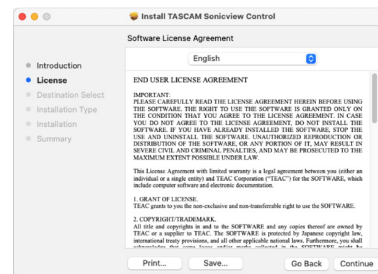 Install TASCAM Sonicview Control
Software License Agreement
English
Introduction
License
Destination Select
Installation Type
Installation
Summary
END USER LICENSE AGREEMENT
IMPORTANT:
PLEASE CAREFULLY READ THE LICENSE AGREEMENT HEREIN BEFORE USING
THE SOFTWARE. THE RIGHT TO USE THE SOFTWARE IS GRANTED ONLY ON
THE CONDITION THAT YOU AGREE TO THE LICENSE AGREEMENT. IN CASE
YOU DO NOT AGREE TO THE LICENSE AGREEMENT, DO NOT INSTALL THE
SOFTWARE. IF YOU HAVE ALREADY INSTALLED THE SOFTWARE, STOP THE
USE AND UNINSTALL THE SOFTWARE. UNAUTHORIZED REPRODUCTION OR
DISTRIBUTION OF THE SOFTWARE, OR ANY PORTION OF IT, MAY RESULT IN
SEVERE CIVIL AND CRIMINAL PENALTIES, AND MAY BE PROSECUTED TO THE
MAXIMUM EXTENT POSSIBLE UNDER LAW.
This License Agreement with limited warranty is a legal agreement between you (either an
individual or a single entity) and TEAC Corporation ("TEAC") for the SOFTWARE, which
include computer software and electronic documentation.
1. GRANT OF LICENSE.
TEAC grants to you the non-exclusive and non-transferrable right to use the SOFTWARE.
2. COPYRIGHT/TRADEMARK.
All title and copyrights in and to the SOFTWARE and any copies thereof are owned by
TEAC or a supplier to TEAC. The SOFTWARE is protected by Japanese copyright law,
international treaty provisions, and all other applicable national laws. Furthermore, you shall
Print...
Save...
Go Back
Continue